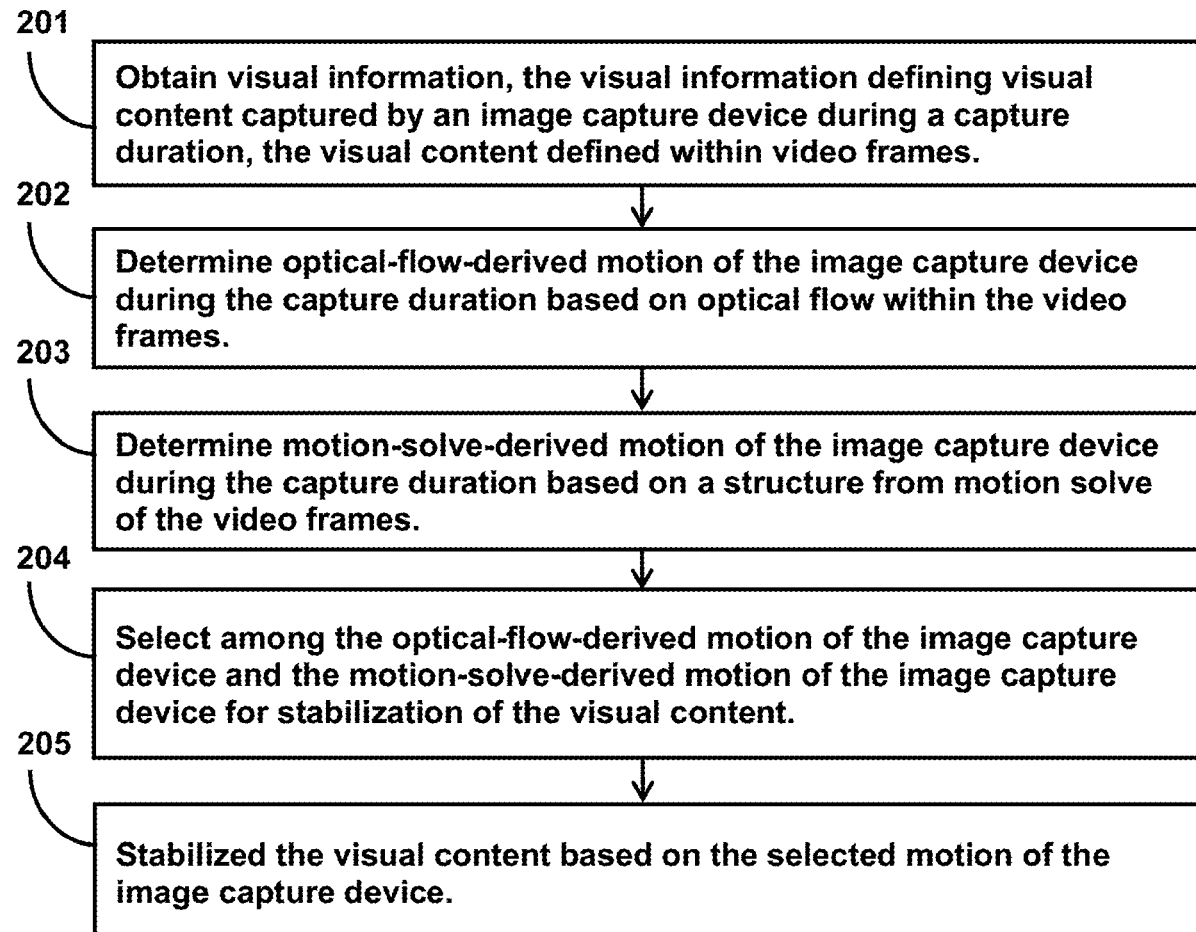 201
Obtain visual information, the visual information defining visual
content captured by an image capture device during a capture
duration, the visual content defined within video frames.
202
Determine optical-flow-derived motion of the image capture device
during the capture duration based on optical flow within the video
frames.
203
Determine motion-solve-derived motion of the image capture device
during the capture duration based on a structure from motion solve
of the video frames.
204
Select among the optical-flow-derived motion of the image capture
device and the motion-solve-derived motion of the image capture
device for stabilization of the visual content.
205
Stabilized the visual content based on the selected motion of the
image capture device.